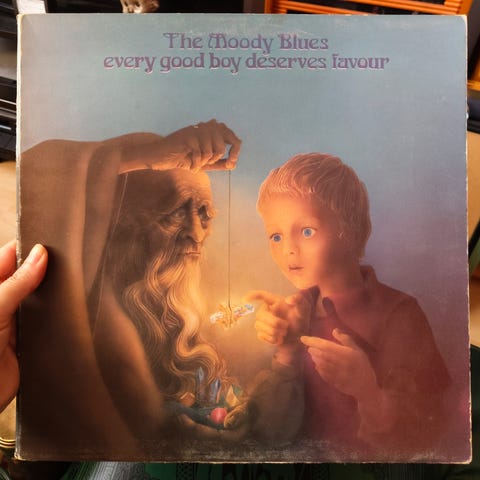 The Moody Blues
every good boy deserves favour